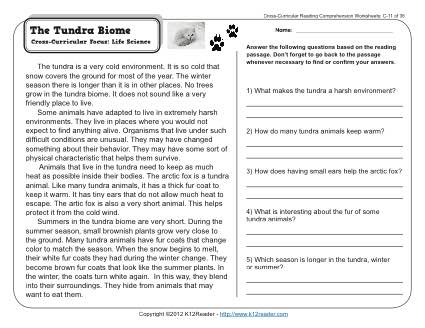 Cross-Curricular Reading Comprehension Worksheets: C-11 of 36
The Tundra Biome
Cross-Curricular Focus: Life Science
The tundra is a very cold environment. It is so cold that
snow covers the ground for most of the year. The winter
season there is longer than it is in other places. No trees
grow in the tundra biome. It does not sound like a very
friendly place to live.
Some animals have adapted to live in extremely harsh
environments. They live in places where you would not
expect to find anything alive. Organisms that live under such
difficult conditions are unusual. They may have changed
something about their behavior. They may have some sort of
physical characteristic that helps them survive.
Animals that live in the tundra need to keep as much
heat as possible inside their bodies. The arctic fox is a tundra
animal. Like many tundra animals, it has a thick fur coat to
keep it warm. It has tiny ears that do not allow much heat to
escape. The artic fox is also a very short animal. This helps
protect it from the cold wind.
Summers in the tundra biome are very short. During the
summer season, small brownish plants grow very close to
the ground. Many tundra animals have fur coats that change
color to match the season. When the snow begins to melt,
their white fur coats they had during the winter change. They
become brown fur coats that look like the summer plants. In
the winter, the coats turn white again. In this way, they blend
into their surroundings. They hide from animals that may
want to eat them.
Name:
Answer the following questions based on the reading
passage. Don't forget to go back to the passage
whenever necessary to find or confirm your answers.
1) What makes the tundra a harsh environment?
2) How do many tundra animals keep warm?
3) How does having small ears help the arctic fox?
4) What is interesting about the fur of some
tundra animals?
5) Which season is longer in the tundra, winter
or summer?
Copyright ©2012 K12Reader - http://www.k12reader.com